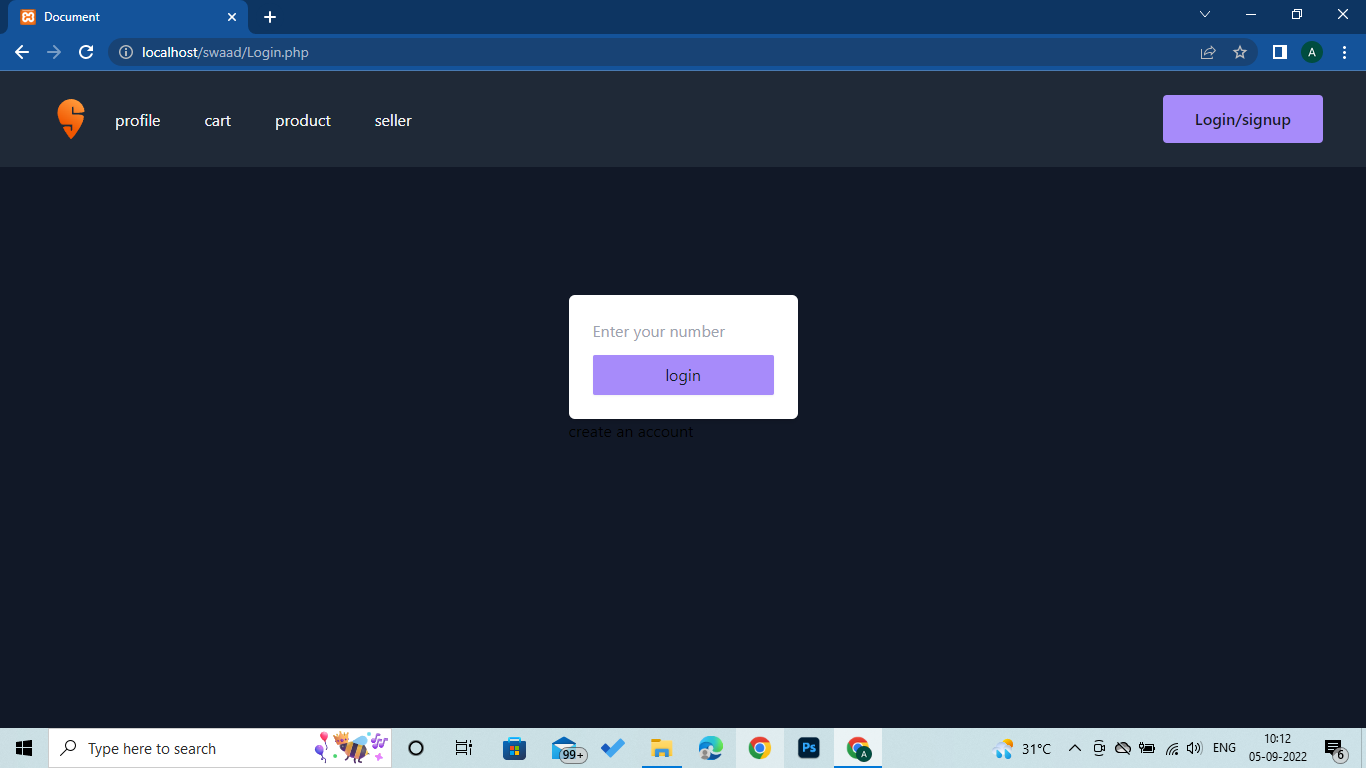 Document
localhost/swaad/Login.php
A
profile cart product seller Login/signup
Enter your number
login
create an account
Type here to search
99+
Ps
A
31°C
ENG
10:12
05-09-2022
6